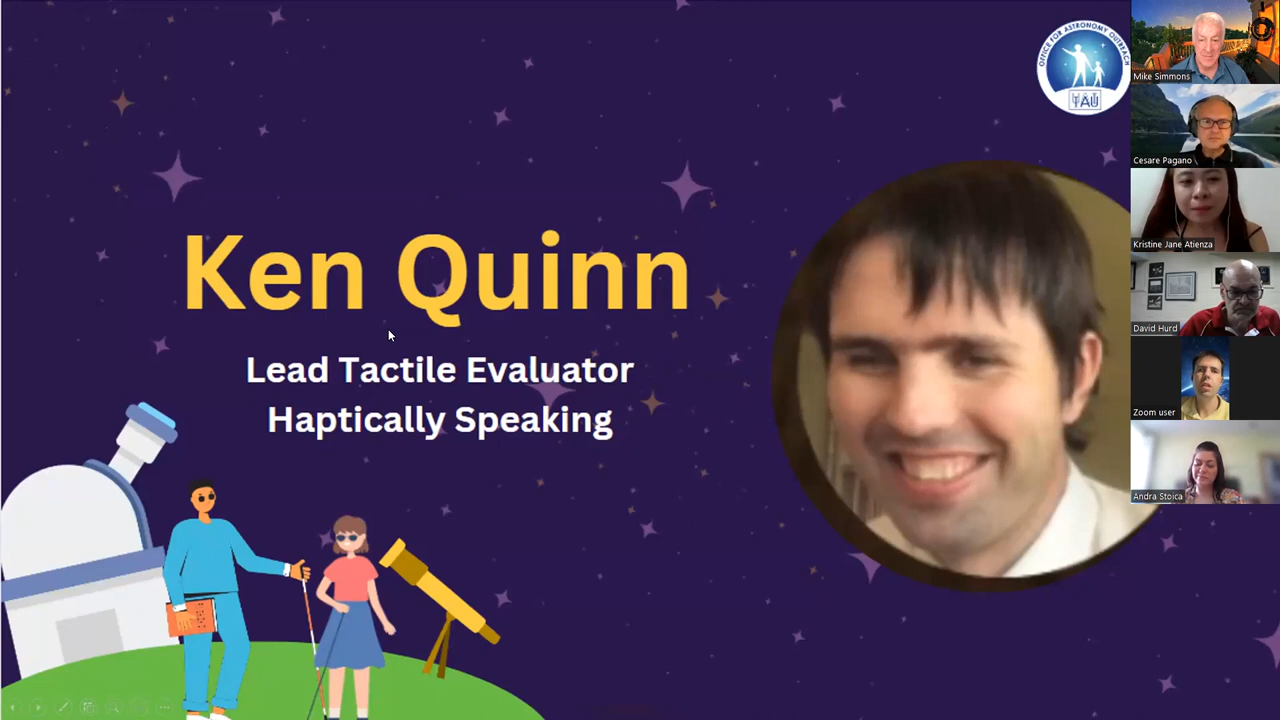 Ken Quinn
Lead Tactile Evaluator
Haptically Speaking
OFFICE FOR ASTRONOMY OUTREACH
IAU
Mike Simmons
Cesare Pagano
Kristine Jane Atienza
David Hurd
Zoom user
Andra Stoica